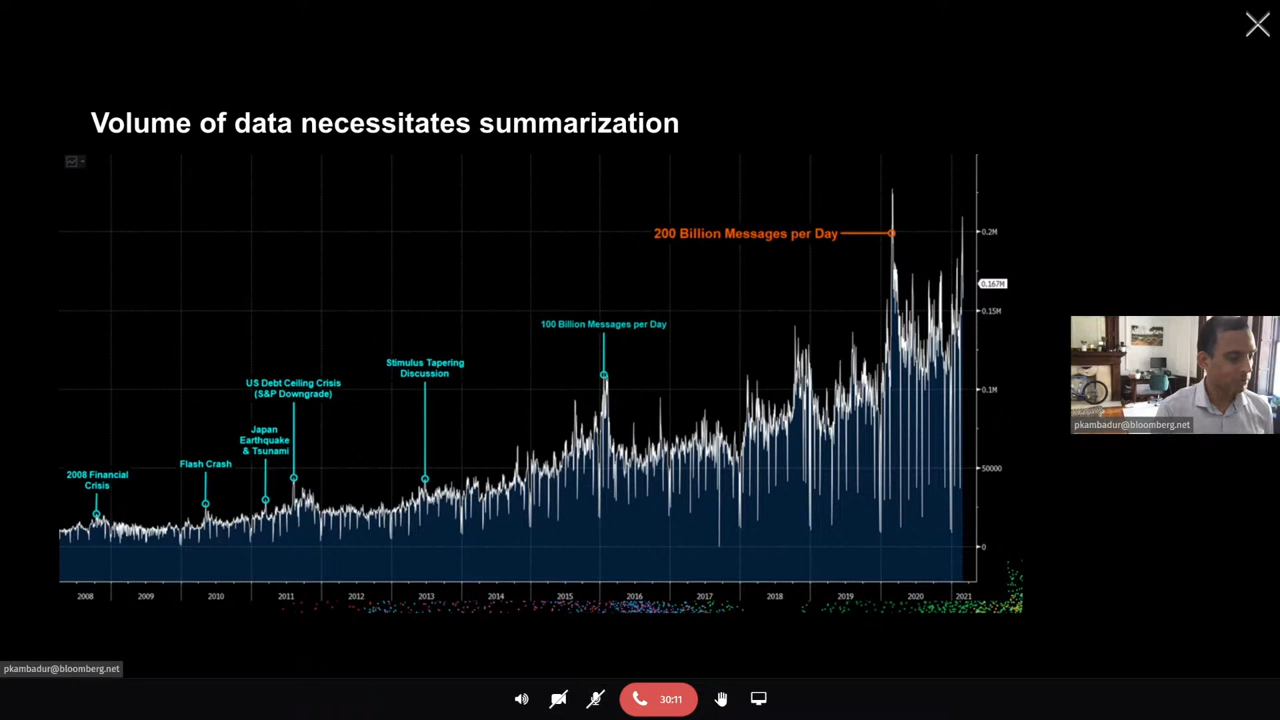 Volume of data necessitates summarization
200 Billion Messages per Day
0.2M
0.167M
0.15M
100 Billion Messages per Day
Stimulus Tapering
Discussion
US Debt Ceiling Crisis
(S&P Downgrade)
0.1M
Japan
Earthquake
& Tsunami
Flash Crash
2008 Financial
Crisis
50000
0
2008 2009 2010 2011 2012 2013 2014 2015 2016 2017 2018 2019 2020 2021
pkambadur@bloomberg.net
pkambadur@bloomberg.net
30:11